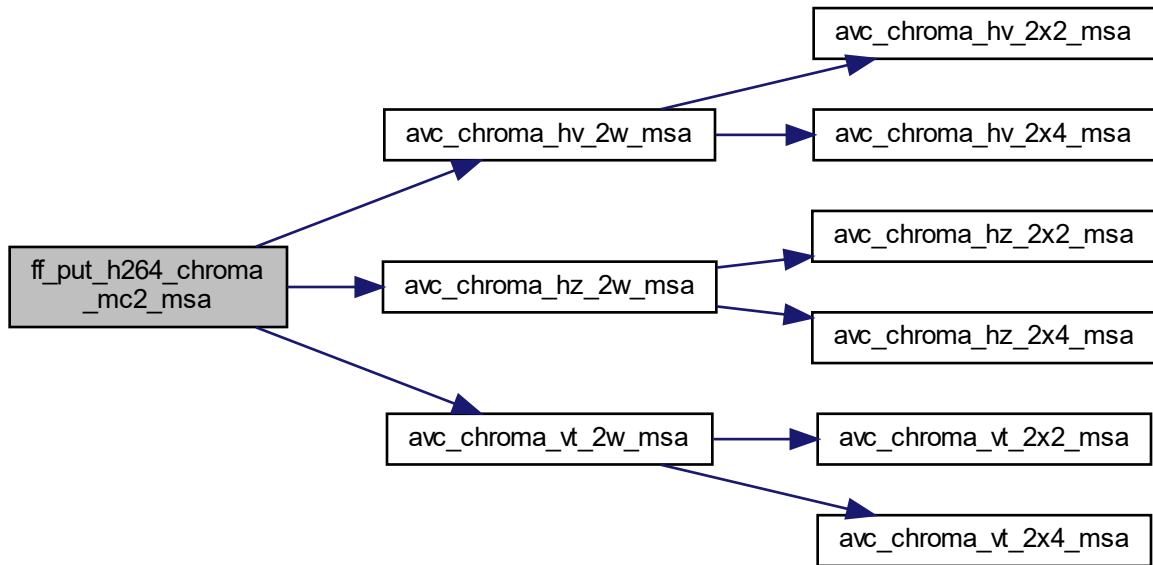 avc_chroma_hv_2x2_msa
avc_chroma_hv_2w_msa
avc_chroma_hv_2x4_msa
ff_put_h264_chroma
_mc2_msa
avc_chroma_hz_2w_msa
avc_chroma_hz_2x2_msa
avc_chroma_hz_2x4_msa
avc_chroma_vt_2w_msa
avc_chroma_vt_2x2_msa
avc_chroma_vt_2x4_msa